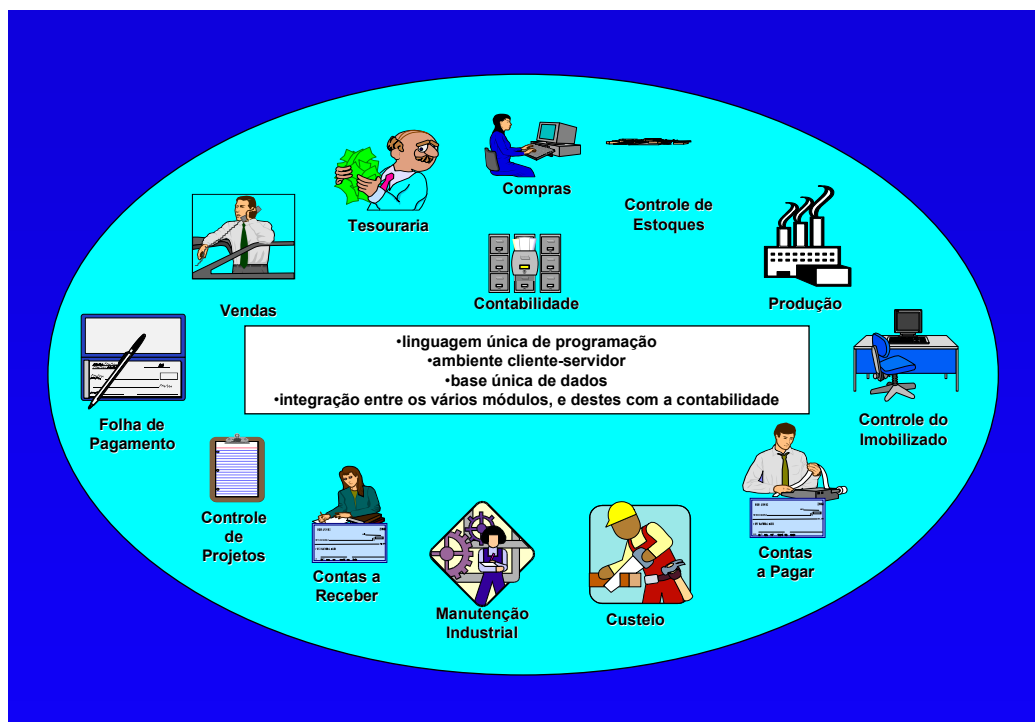 Compras
Tesouraria
Controle de
Estoques
Vendas
Contabilidade
Produção
•linguagem única de programação
•ambiente cliente-servidor
•base única de dados
•integração entre os vários módulos, e destes com a contabilidade
Folha de
Pagamento
Controle do
Imobilizado
Controle
de
Projetos
Contas a
Receber
Manutenção
Industrial
Custeio
Contas
a Pagar